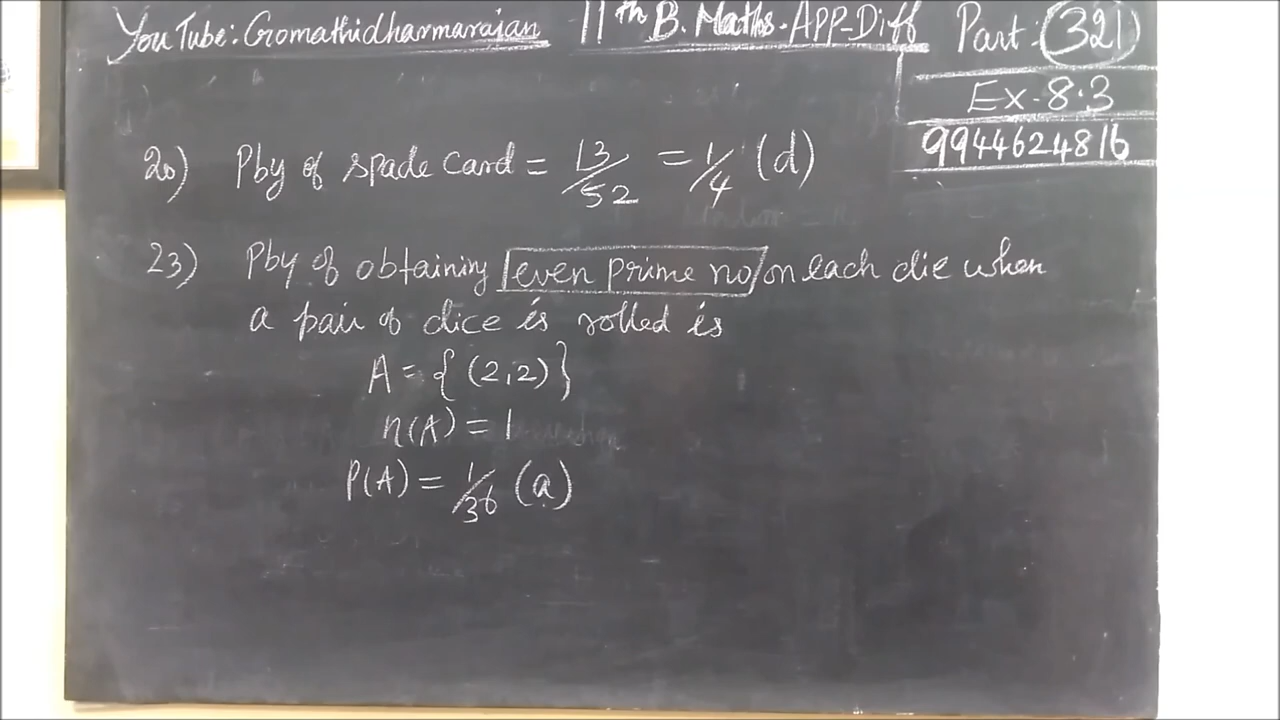 YouTube: Gomathidharmarajan 11th B. Maths. APP-Diff Part: 321
Ex-8.3
9944624816
20) Pby of spade card = 13/52 = 1/4 (d)
23) Pby of obtaining even prime no on each die when
a pair of dice is rolled is
A = {(2,2)}
n(A) = 1
P(A) = 1/36 (a)